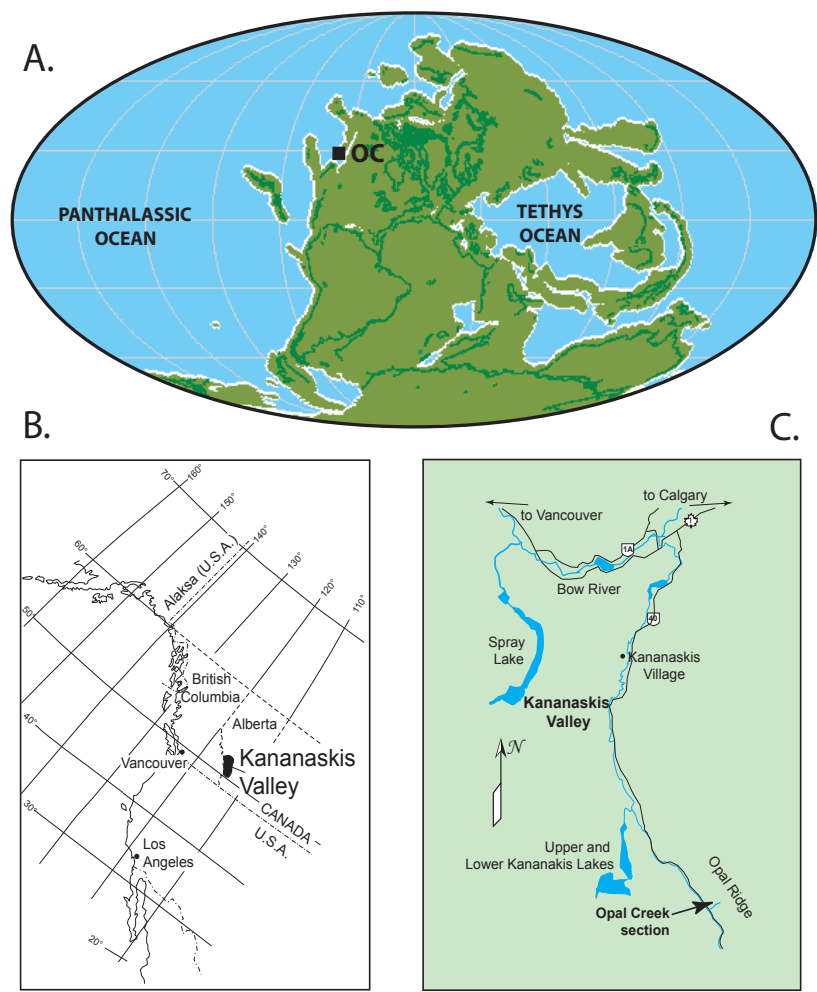 A.
OC
PANTHALASSIC
OCEAN
TETHYS
OCEAN
B.
70°
160°
150°
140°
130°
120°
110°
60°
50°
40°
30°
20°
Alaksa (U.S.A.)
British
Columbia
Alberta
Vancouver
Kananaskis
Valley
CANADA
U.S.A.
Los
Angeles
C.
to Calgary
to Vancouver
1
1A
Bow River
40
Spray
Lake
Kananaskis
Village
Kananaskis
Valley
N
Upper and
Lower Kananakis Lakes
Opal Ridge
Opal Creek
section